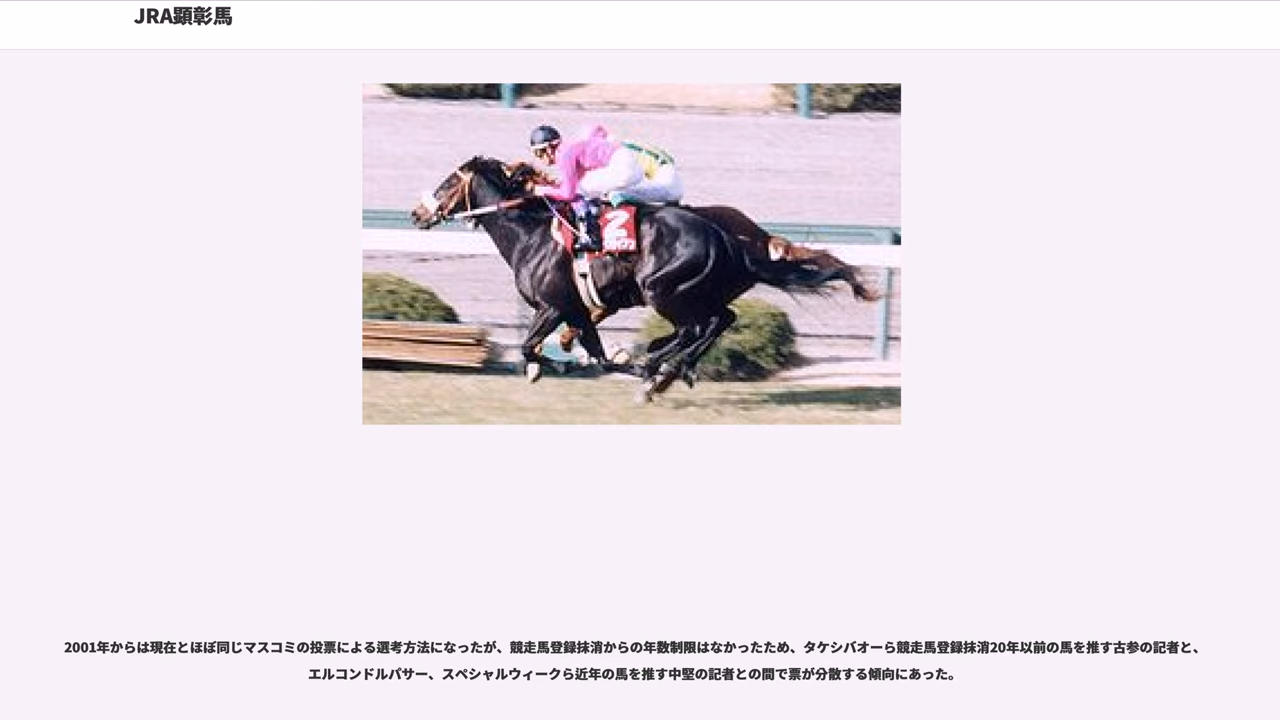 JRA顕彰馬
2
2001年からは現在とほぼ同じマスコミの投票による選考方法になったが、競走馬登録抹消からの年数制限はなかったため、タケシバオーら競走馬登録抹消20年以前の馬を推す古参の記者と、
エルコンドルパサー、スペシャルウィークら近年の馬を推す中堅の記者との間で票が分散する傾向にあった。